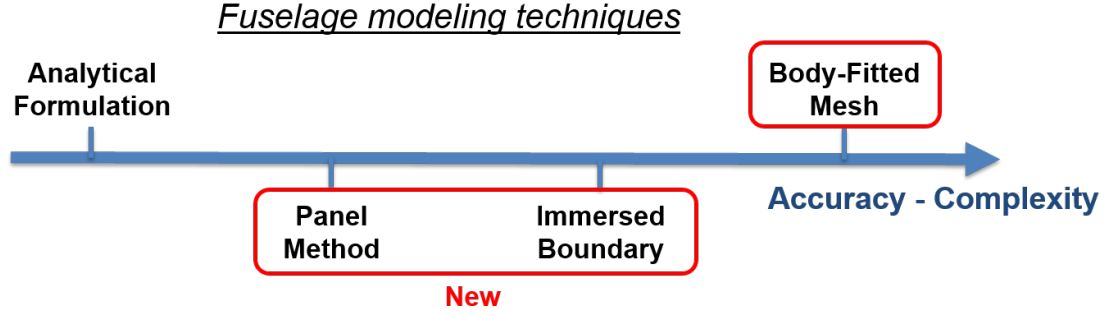 Fuselage modeling techniques
Analytical
Formulation
Body-Fitted
Mesh
Accuracy - Complexity
Panel
Method
Immersed
Boundary
New